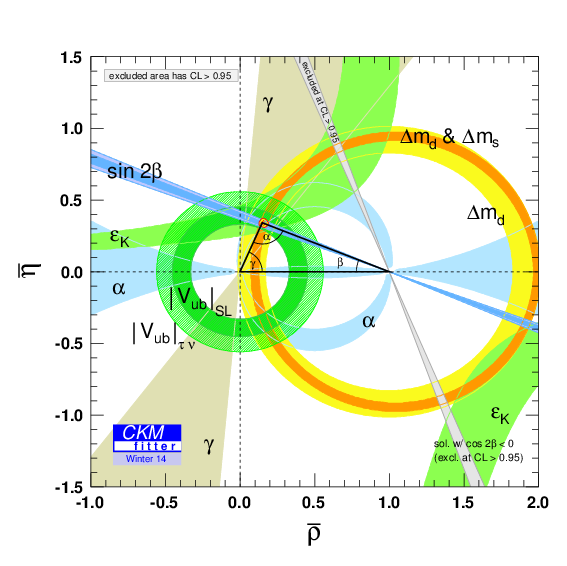 excluded area has CL > 0.95
excluded at CL > 0.95
γ
Δm_d & Δm_s
sin 2β
Δm_d
ε_K
α
α
γ
β
α
|V_ub|_SL
|V_ub|_τν
ε_K
γ
sol. w/ cos 2β < 0
(excl. at CL > 0.95)
CKM
fitter
Winter 14
1.5
1.0
0.5
0.0
-0.5
-1.0
-1.5
η̅
-1.0 -0.5 0.0 0.5 1.0 1.5 2.0
ρ̅